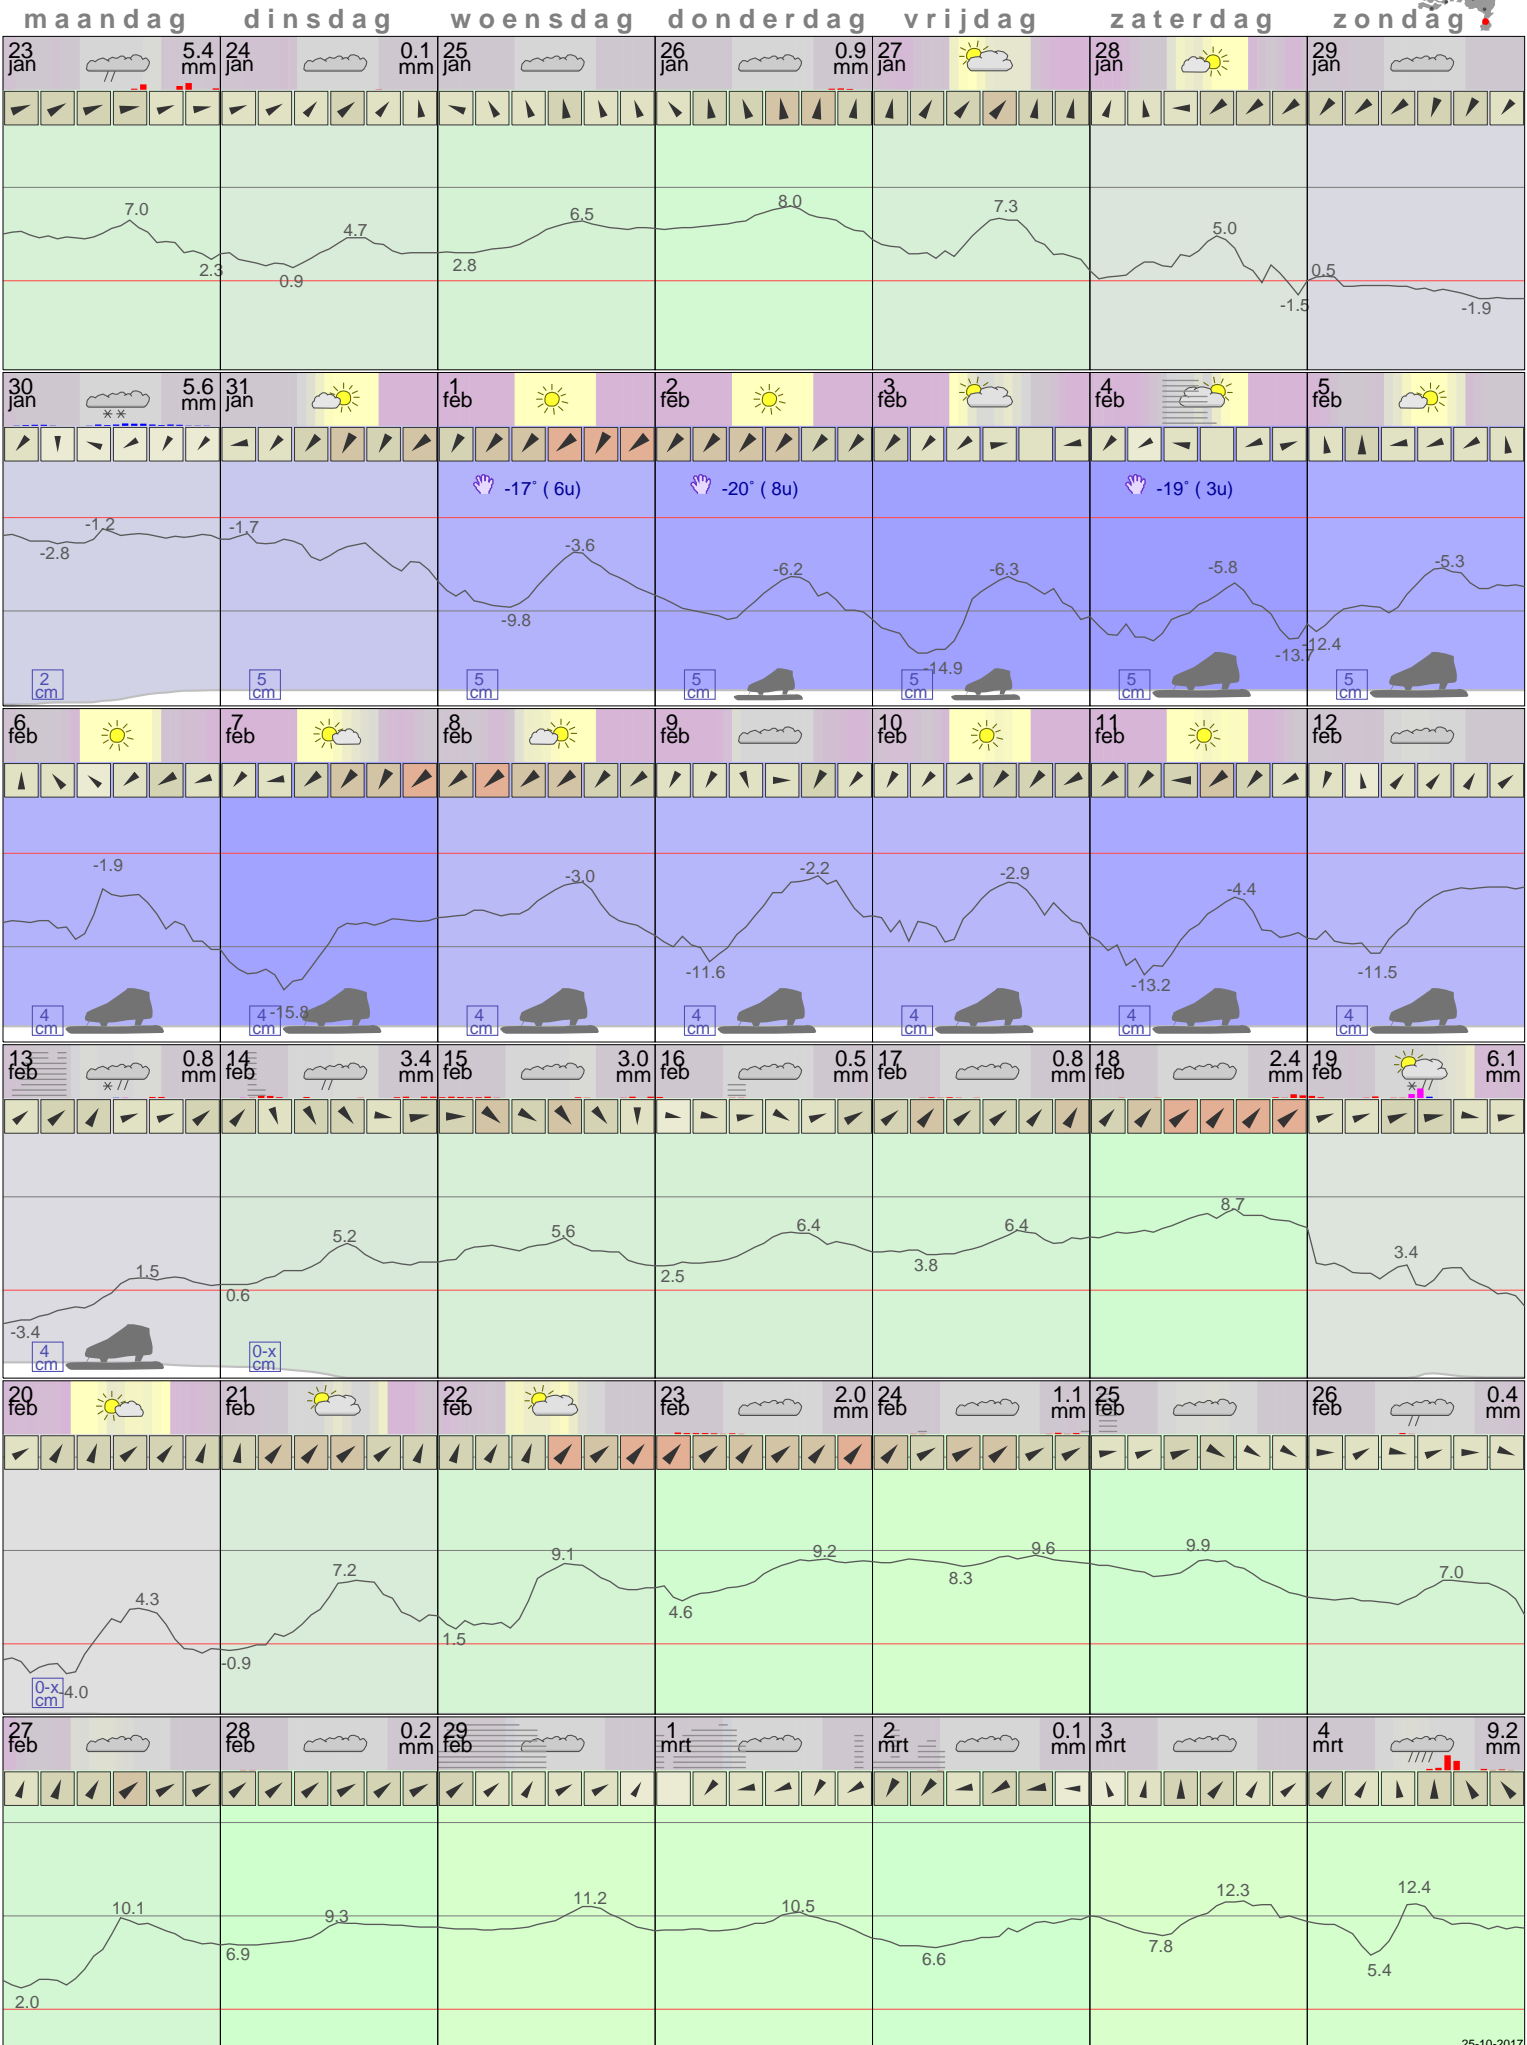 maandag dinsdag woensdag donderdag vrijdag zaterdag zondag
23 jan 5.4 mm 24 jan 0.1 mm 25 jan 26 jan 0.9 mm 27 jan 28 jan 29 jan
7.0 2.3 0.9 4.7 2.8 6.5 8.0 7.3 5.0 -1.5 0.5 -1.9
30 jan 5.6 mm 31 jan 1 feb 2 feb 3 feb 4 feb 5 feb
-17° ( 6u) -20° ( 8u) -19° ( 3u)
-2.8 -1.2 -1.7 -9.8 -3.6 -6.2 -14.9 -6.3 -5.8 -13.7 -12.4 -5.3
2 cm 5 cm 5 cm 5 cm 5 cm 5 cm 5 cm
6 feb 7 feb 8 feb 9 feb 10 feb 11 feb 12 feb
-1.9 -15.8 -3.0 -11.6 -2.2 -2.9 -13.2 -4.4 -11.5
4 cm 4 cm 4 cm 4 cm 4 cm 4 cm 4 cm
13 feb 0.8 mm 14 feb 3.4 mm 15 feb 3.0 mm 16 feb 0.5 mm 17 feb 0.8 mm 18 feb 2.4 mm 19 feb 6.1 mm
-3.4 1.5 0.6 5.2 5.6 2.5 6.4 3.8 6.4 8.7 3.4
4 cm 0-x cm
20 feb 21 feb 22 feb 23 feb 2.0 mm 24 feb 1.1 mm 25 feb 26 feb 0.4 mm
-4.0 4.3 -0.9 7.2 1.5 9.1 4.6 9.2 8.3 9.6 9.9 7.0
0-x cm
27 feb 28 feb 0.2 mm 29 feb 1 mrt 2 mrt 0.1 mm 3 mrt 4 mrt 9.2 mm
2.0 10.1 6.9 9.3 11.2 10.5 6.6 7.8 12.3 5.4 12.4
25-10-2017